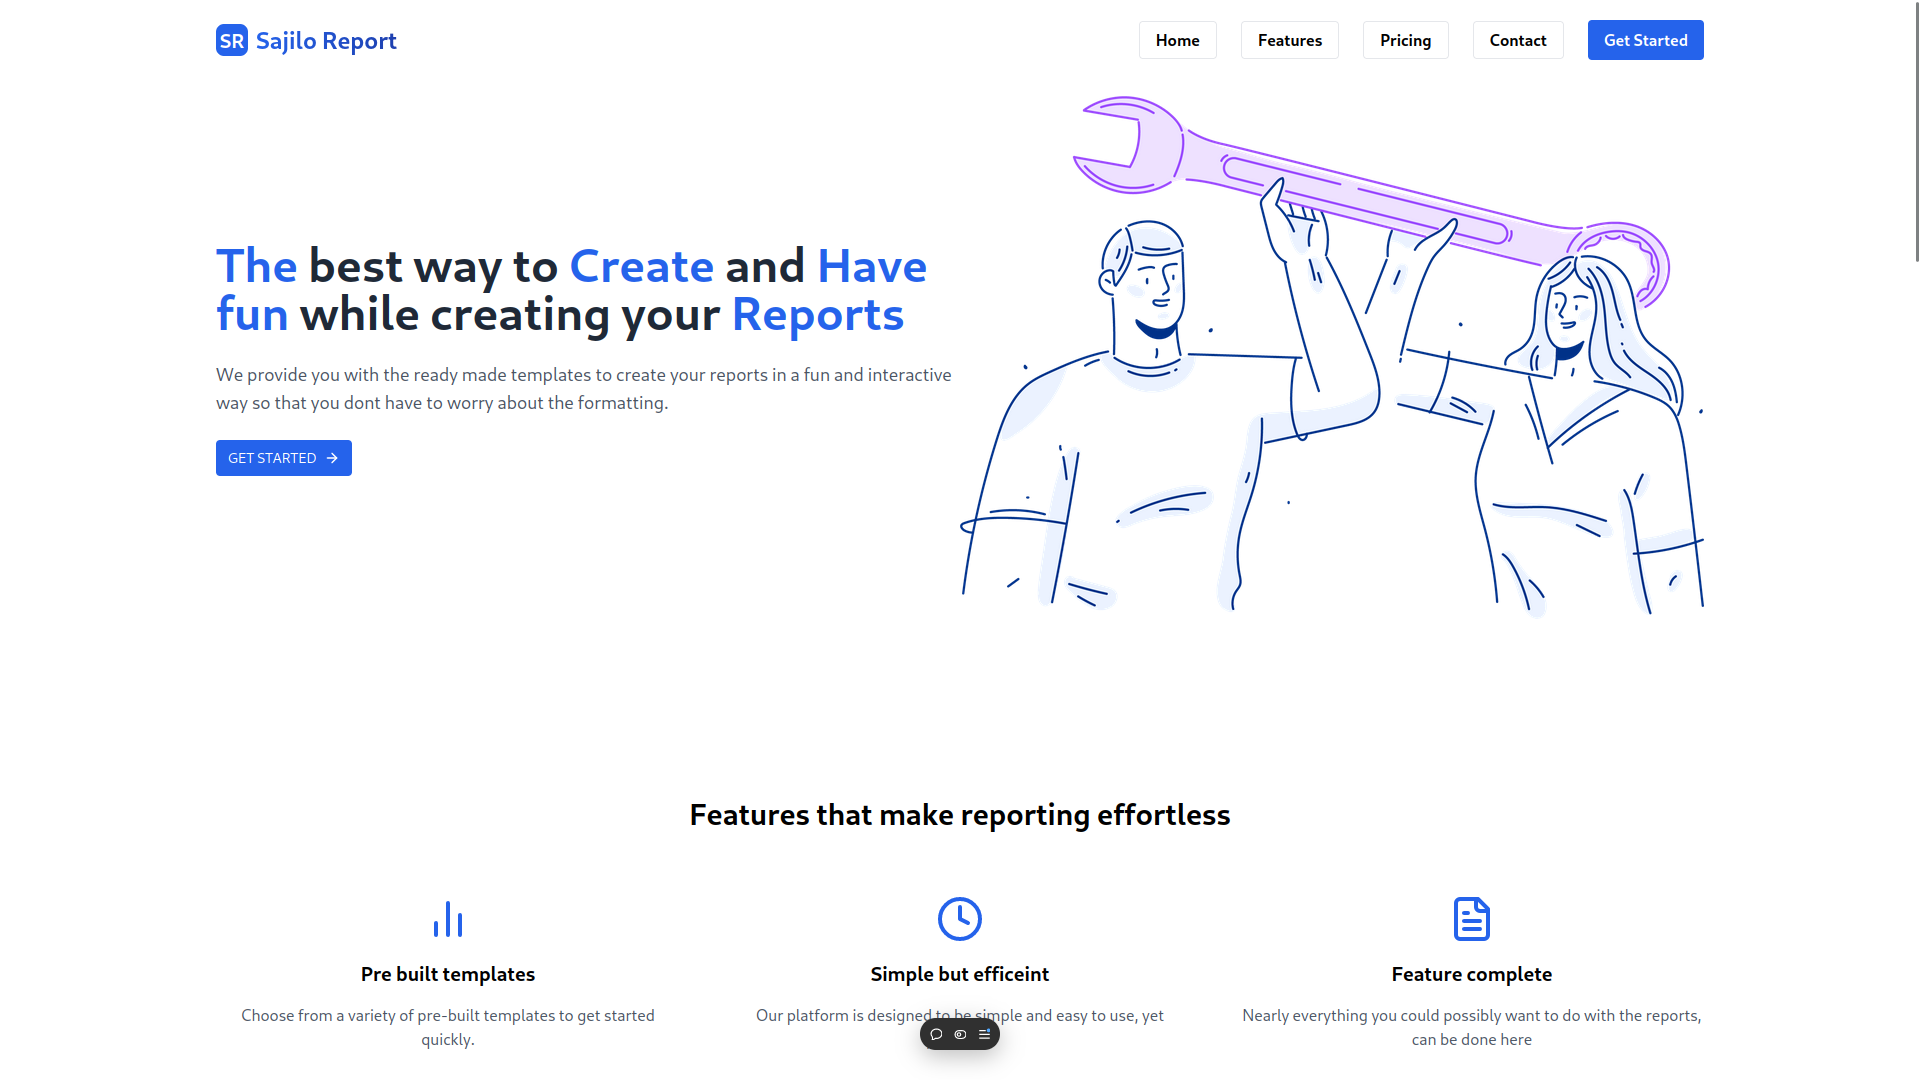 SR Sajilo Report
Home
Features
Pricing
Contact
Get Started
The best way to Create and Have
fun while creating your Reports
We provide you with the ready made templates to create your reports in a fun and interactive
way so that you dont have to worry about the formatting.
GET STARTED
Features that make reporting effortless
Pre built templates
Choose from a variety of pre-built templates to get started
quickly.
Simple but efficeint
Our platform is designed to be simple and easy to use, yet
Feature complete
Nearly everything you could possibly want to do with the reports,
can be done here